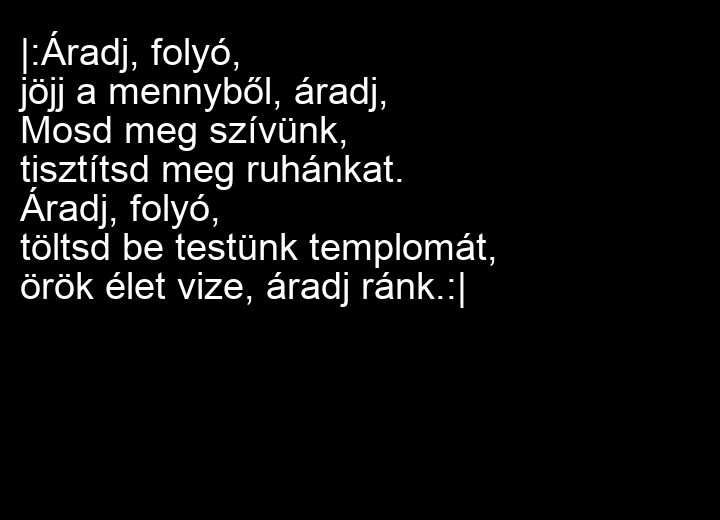 |:Áradj, folyó,
jöjj a mennyből, áradj,
Mosd meg szívünk,
tisztítsd meg ruhánkat.
Áradj, folyó,
töltsd be testünk templomát,
örök élet vize, áradj ránk.:|